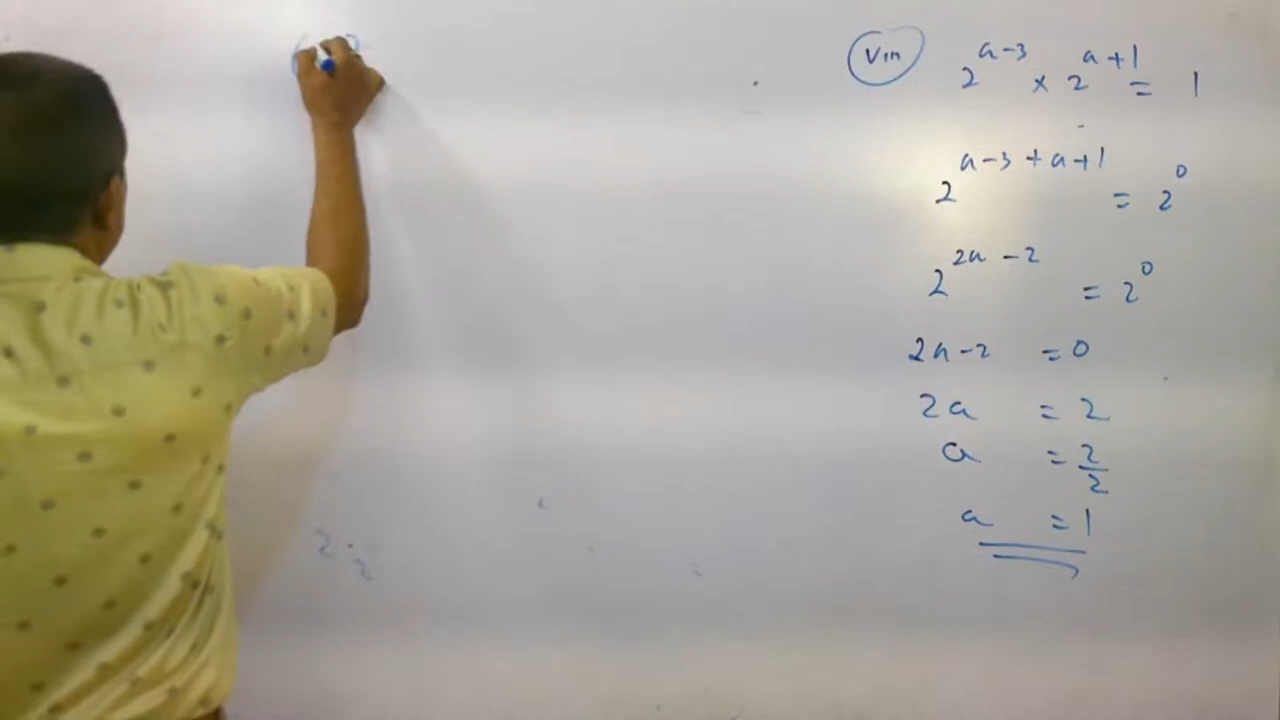 viii 2^(a-3) × 2^(a+1) = 1
2^(a-3+a+1) = 2^0
2^(2a-2) = 2^0
2a-2 = 0
2a = 2
a = 2/2
a = 1